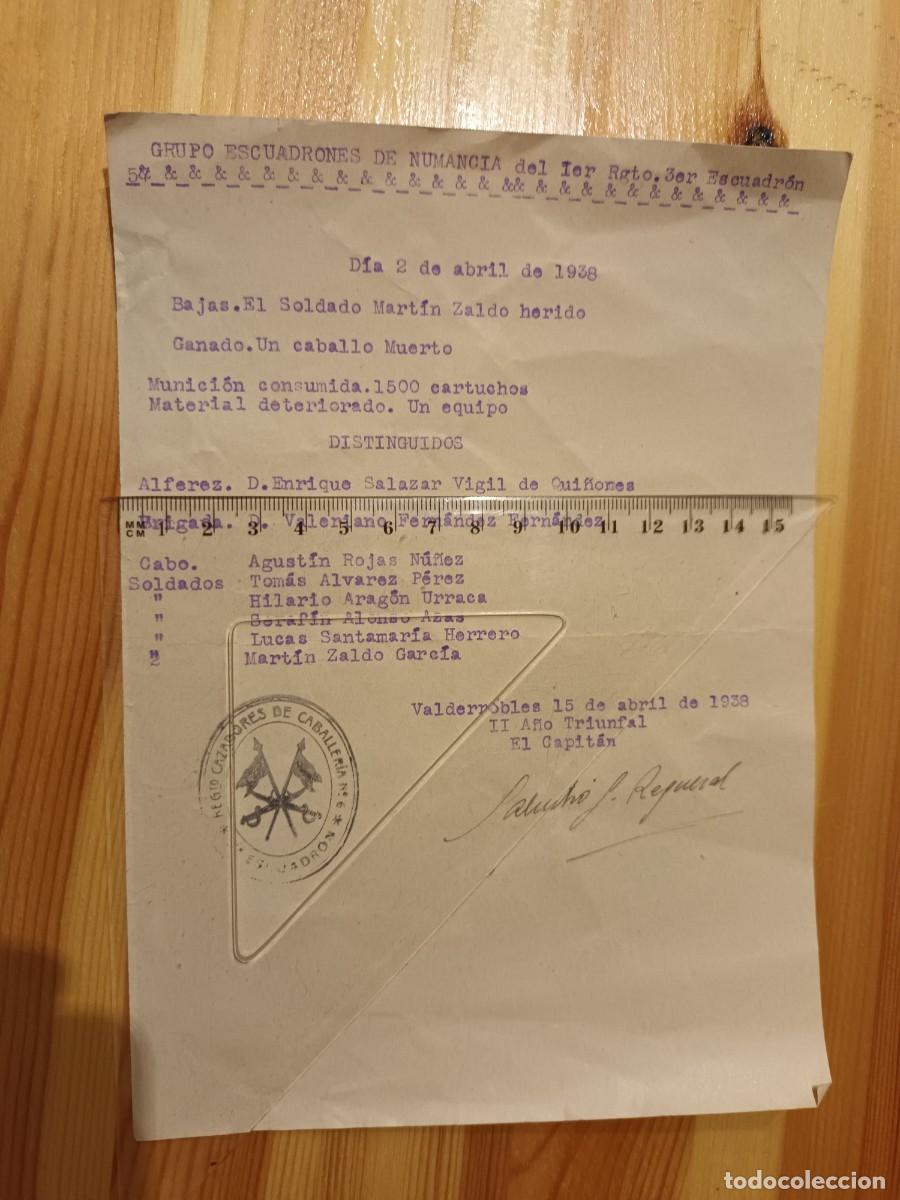 GRUPO ESCUADRONES DE NUMANCIA del Ier Rgto.3er Escuadrón
Día 2 de abril de 1938
Bajas.El Soldado Martín Zaldo herido
Ganado.Un caballo Muerto
Munición consumida.1500 cartuchos
Material deteriorado. Un equipo
DISTINGUIDOS
Alferez. D.Enrique Salazar Vigil de Quiñones
Brigada. D. Valeriano Fernández Fernández
MM
CM 1 2 3 4 5 6 7 8 9 10 11 12 13 14 15
Cabo. Agustín Rojas Núñez
Soldados Tomás Alvarez Pérez
" Hilario Aragón Urraca
" Serafín Alonso
" Lucas Santamaría Herrero
2 Martín Zaldo García
Valderrobles 15 de abril de 1938
II Año Triunfal
El Capitán
REGTO CAZADORES DE CABALLERÍA Nº 6
todocoleccion